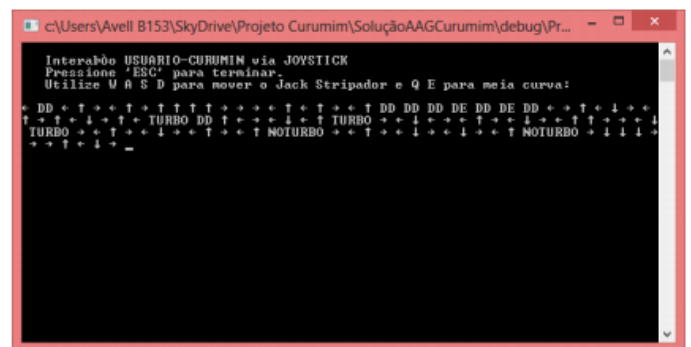 c:\Users\Avell B153\SkyDrive\Projeto Curumim\SoluçãoAAGCurumim\debug\Pr...
Interabòo USUARIO-CURUMIN via JOYSTICK
Pressione 'ESC' para terminar.
Utilize W A S D para mover o Jack Stripador e Q E para meia curva:
← DD ← ↑ → ← ↑ → ← ↑ ↑ ↑ ↑ → → → ← ↑ ← ↑ → ← ↑ DD DD DD DE DD DE DD ← → ↑ ← ↓ → ←
↑ → ↑ ← ↓ → ↑ ← TURBO DD ↑ ← → ← ↓ ← ↑ TURBO → ← ↓ ← → ← ↑ → ← ↓ → ← ↑ ↑ → → ← ↓
TURBO → ← ↑ → ← ↓ → ← ↑ → ← ↑ NOTURBO → ← ↑ ← ↓ → ← ↓ → ← ↑ NOTURBO → ↓ ↓ ↓ →
→ → ↑ ← ↓ → _